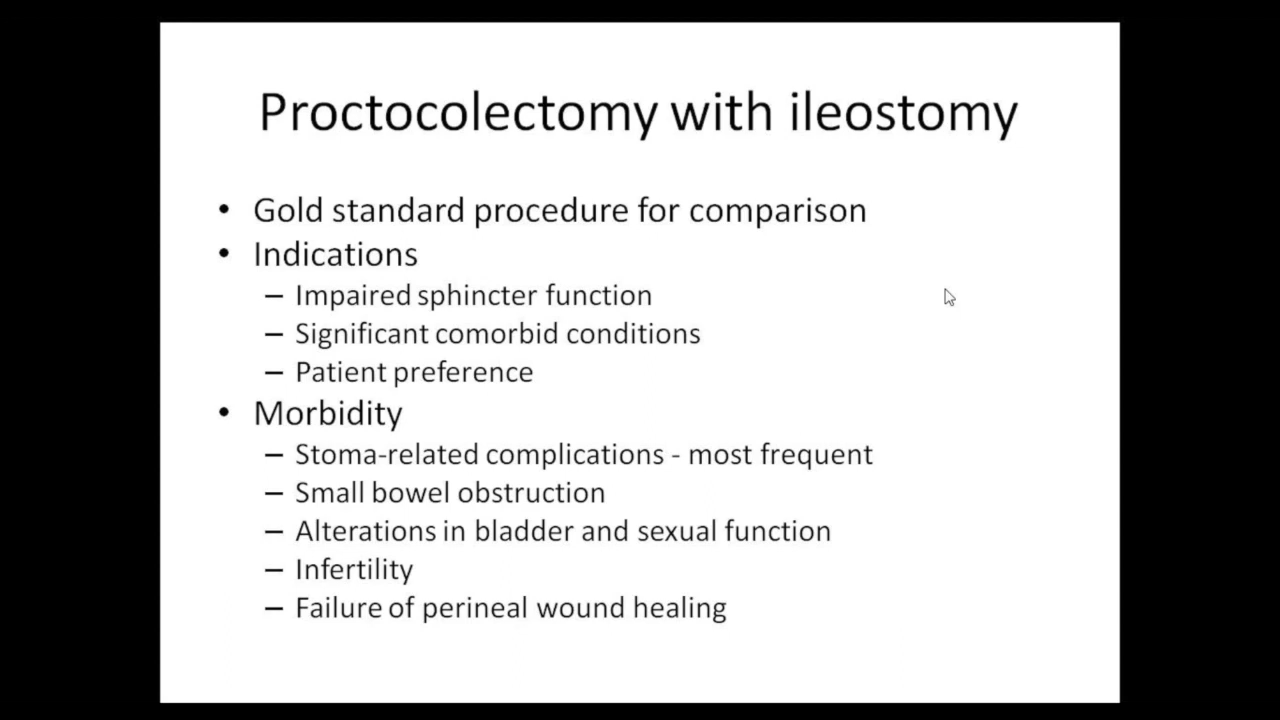 Proctocolectomy with ileostomy
• Gold standard procedure for comparison
• Indications
– Impaired sphincter function
– Significant comorbid conditions
– Patient preference
• Morbidity
– Stoma-related complications - most frequent
– Small bowel obstruction
– Alterations in bladder and sexual function
– Infertility
– Failure of perineal wound healing